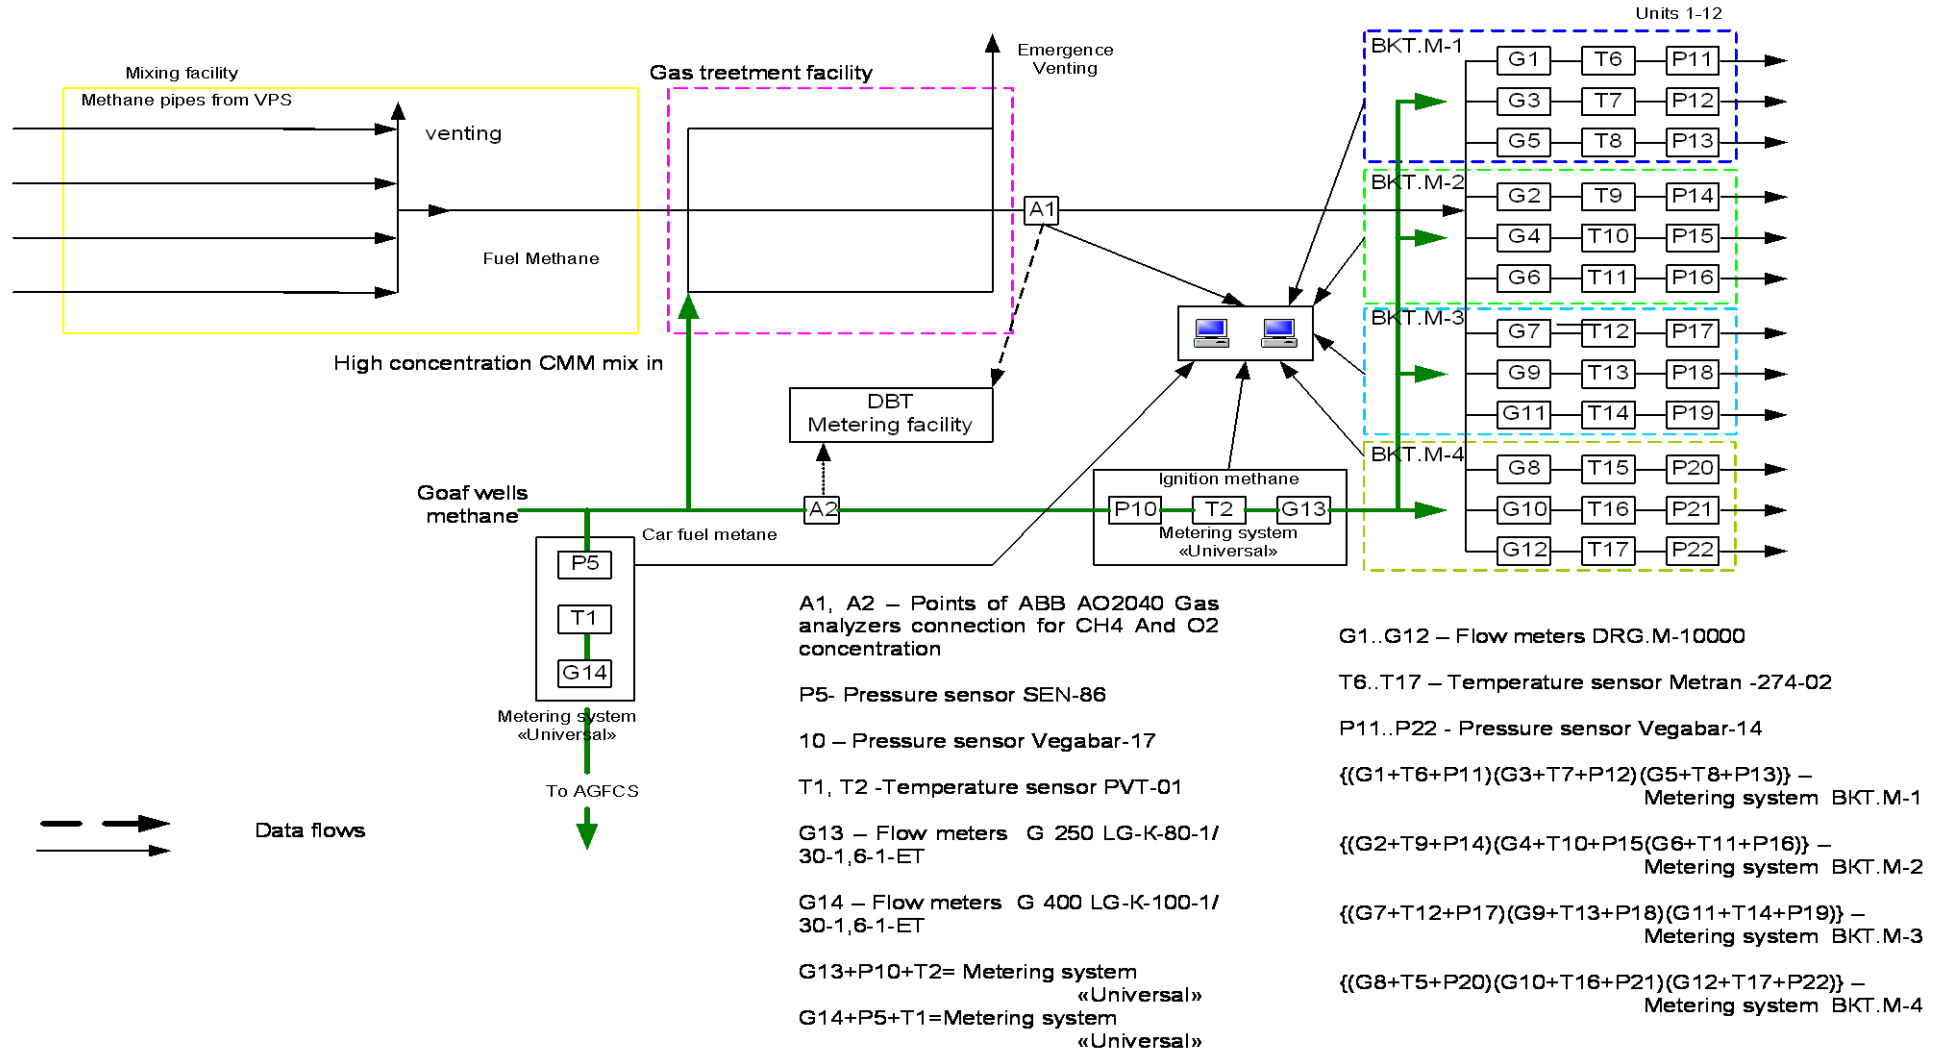 Units 1-12
Mixing facility
Methane pipes from VPS
venting
Fuel Methane
Gas treetment facility
Emergence
Venting
A1
High concentration CMM mix in
DBT
Metering facility
Goaf wells
methane
A2
Car fuel metane
Ignition methane
P10 T2 G13
Metering system
«Universal»
P5
T1
G14
Metering system
«Universal»
To AGFCS
Data flows
BKT.M-1
G1 T6 P11
G3 T7 P12
G5 T8 P13
BKT.M-2
G2 T9 P14
G4 T10 P15
G6 T11 P16
BKT.M-3
G7 T12 P17
G9 T13 P18
G11 T14 P19
BKT.M-4
G8 T15 P20
G10 T16 P21
G12 T17 P22
A1, A2 – Points of ABB AO2040 Gas
analyzers connection for CH4 And O2
concentration
P5- Pressure sensor SEN-86
10 – Pressure sensor Vegabar-17
T1, T2 -Temperature sensor PVT-01
G13 – Flow meters G 250 LG-K-80-1/
30-1,6-1-ET
G14 – Flow meters G 400 LG-K-100-1/
30-1,6-1-ET
G13+P10+T2= Metering system
«Universal»
G14+P5+T1=Metering system
«Universal»
G1..G12 – Flow meters DRG.M-10000
T6..T17 – Temperature sensor Metran -274-02
P11..P22 - Pressure sensor Vegabar-14
{(G1+T6+P11)(G3+T7+P12)(G5+T8+P13)} –
Metering system BKT.M-1
{(G2+T9+P14)(G4+T10+P15(G6+T11+P16)} –
Metering system BKT.M-2
{(G7+T12+P17)(G9+T13+P18)(G11+T14+P19)} –
Metering system BKT.M-3
{(G8+T5+P20)(G10+T16+P21)(G12+T17+P22)} –
Metering system BKT.M-4